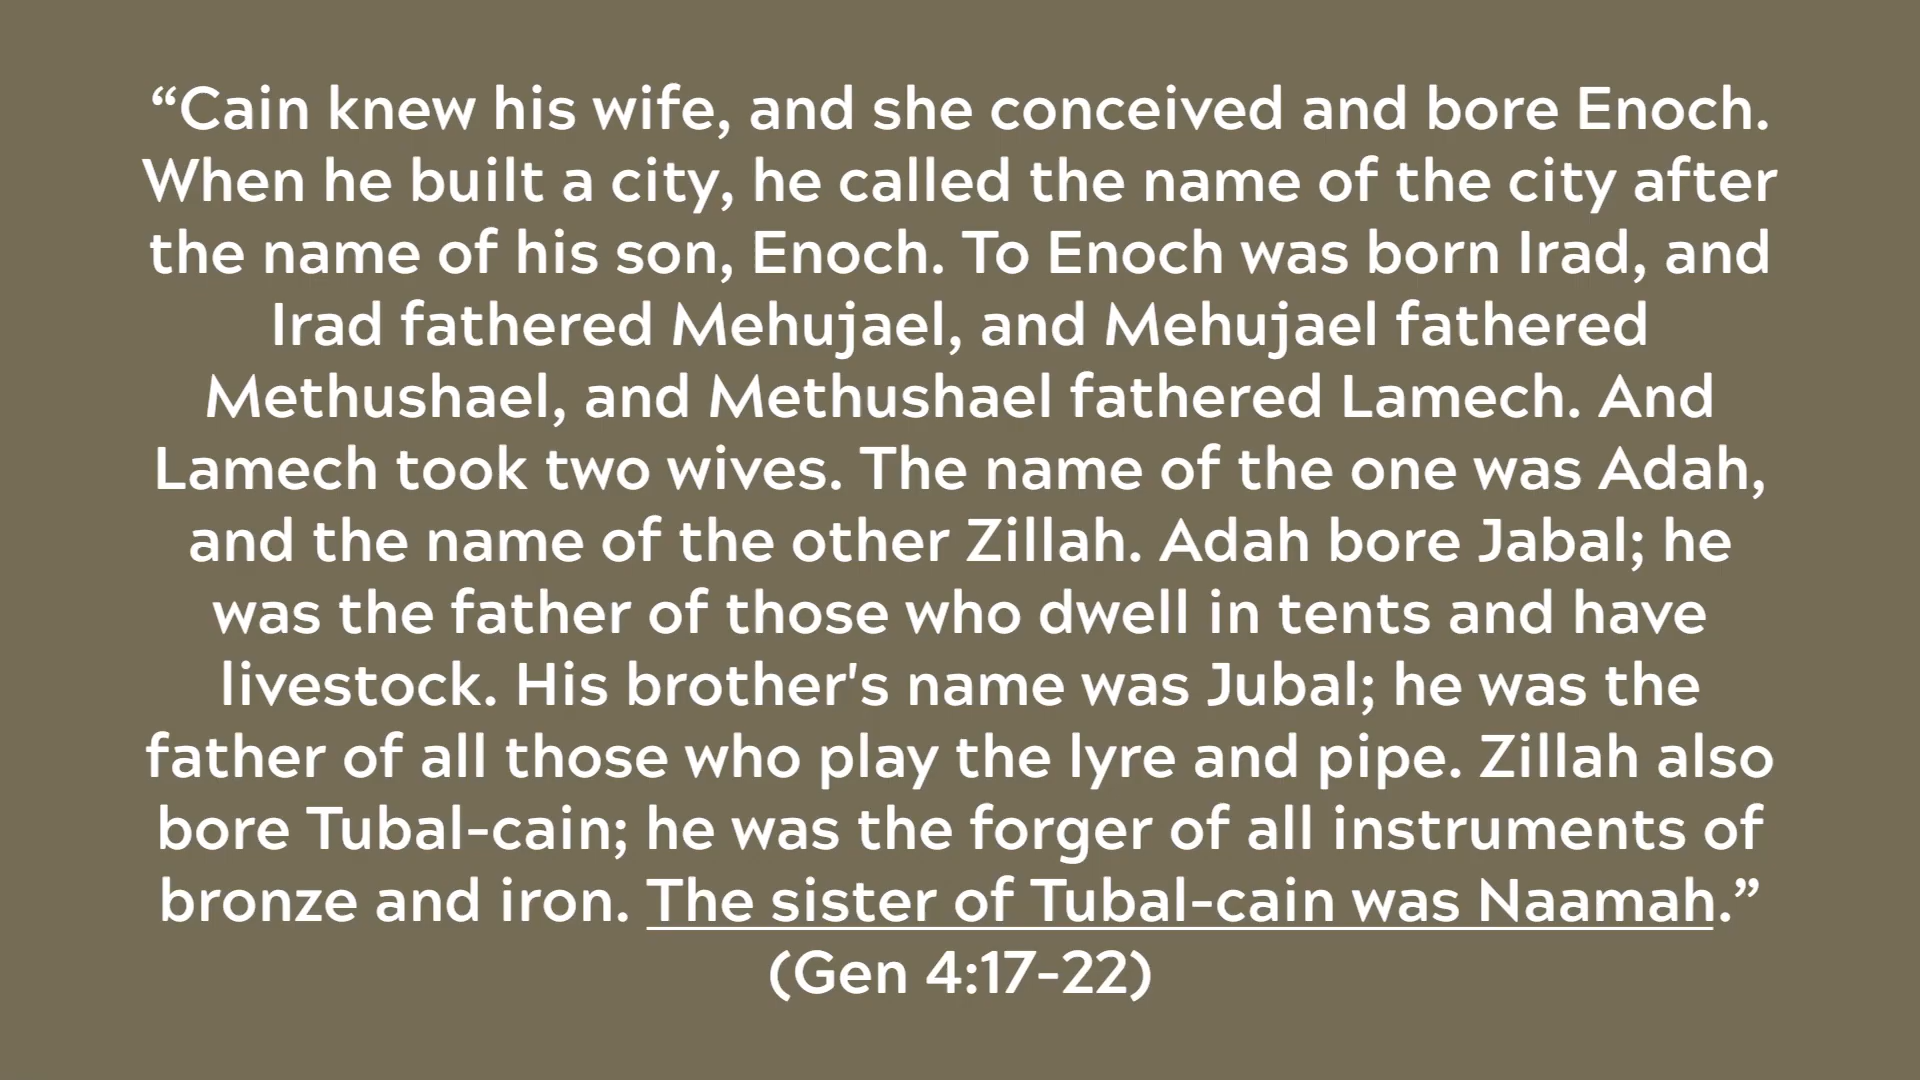 “Cain knew his wife, and she conceived and bore Enoch.
When he built a city, he called the name of the city after
the name of his son, Enoch. To Enoch was born Irad, and
Irad fathered Mehujael, and Mehujael fathered
Methushael, and Methushael fathered Lamech. And
Lamech took two wives. The name of the one was Adah,
and the name of the other Zillah. Adah bore Jabal; he
was the father of those who dwell in tents and have
livestock. His brother's name was Jubal; he was the
father of all those who play the lyre and pipe. Zillah also
bore Tubal-cain; he was the forger of all instruments of
bronze and iron. The sister of Tubal-cain was Naamah.”
(Gen 4:17-22)